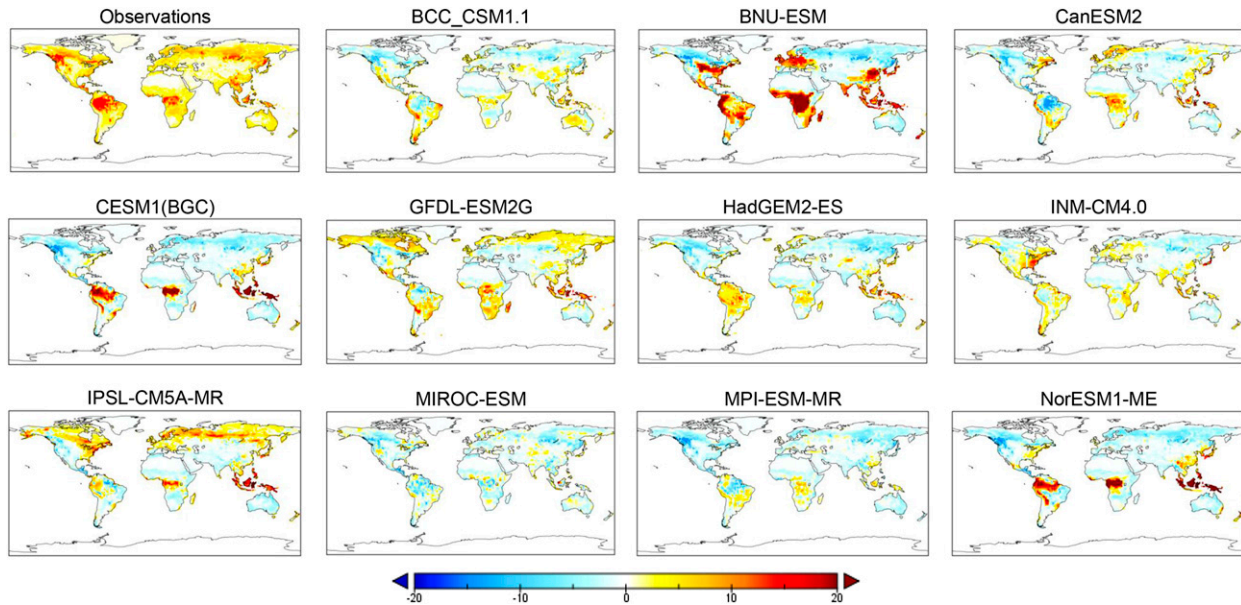 Observations
BCC_CSM1.1
BNU-ESM
CanESM2
CESM1(BGC)
GFDL-ESM2G
HadGEM2-ES
INM-CM4.0
IPSL-CM5A-MR
MIROC-ESM
MPI-ESM-MR
NorESM1-ME
-20 -10 0 10 20